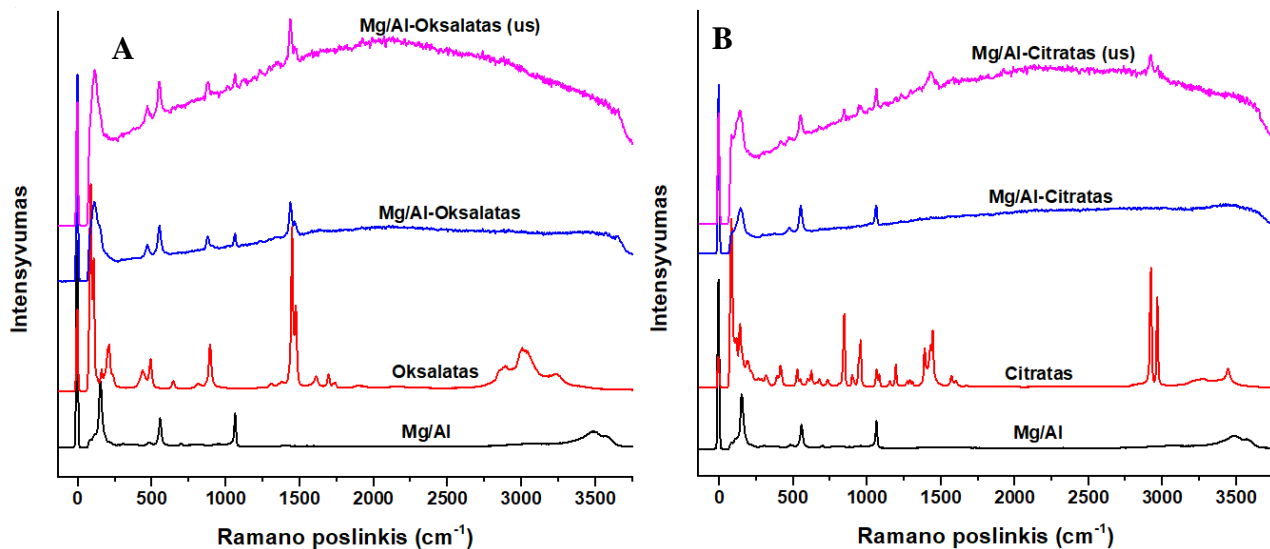 A
Mg/Al-Oksalatas (us)
Mg/Al-Oksalatas
Oksalatas
Mg/Al
Intensyvumas
0 500 1000 1500 2000 2500 3000 3500
Ramano poslinkis (cm⁻¹)
B
Mg/Al-Citratas (us)
Mg/Al-Citratas
Citratas
Mg/Al
Intensyvumas
0 500 1000 1500 2000 2500 3000 3500
Ramano poslinkis (cm⁻¹)